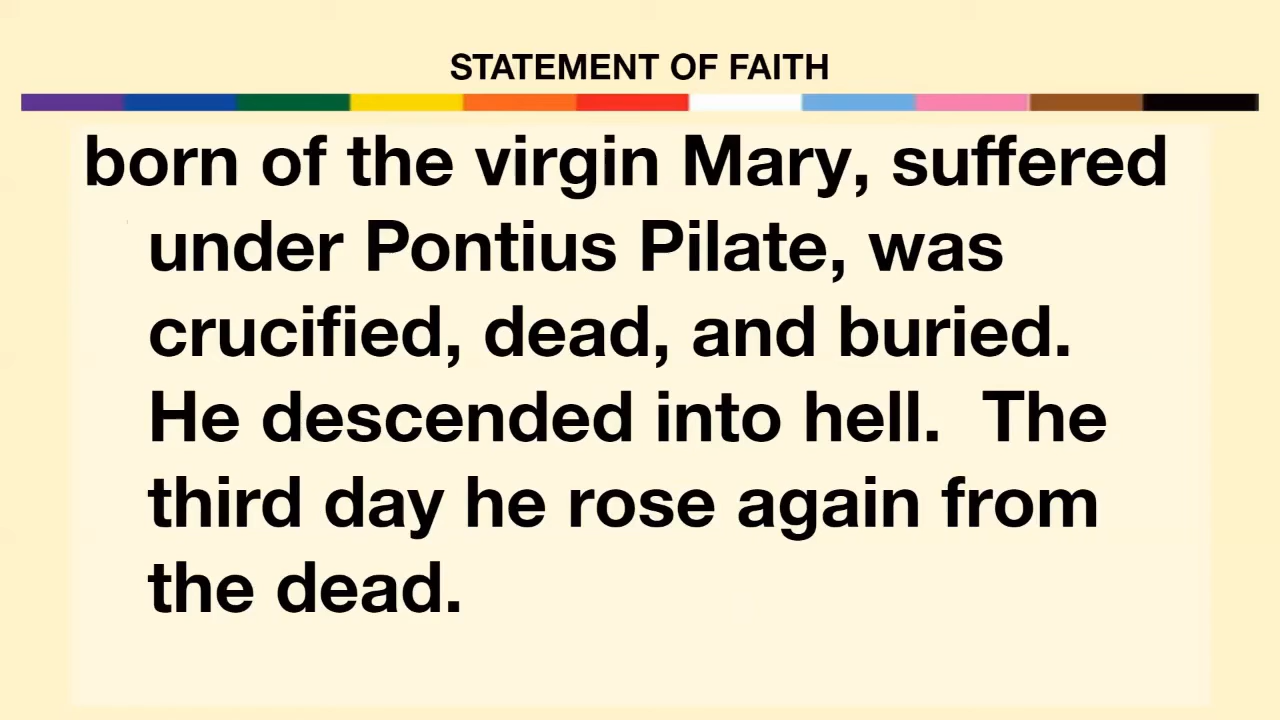 STATEMENT OF FAITH
born of the virgin Mary, suffered
under Pontius Pilate, was
crucified, dead, and buried.
He descended into hell.  The
third day he rose again from
the dead.